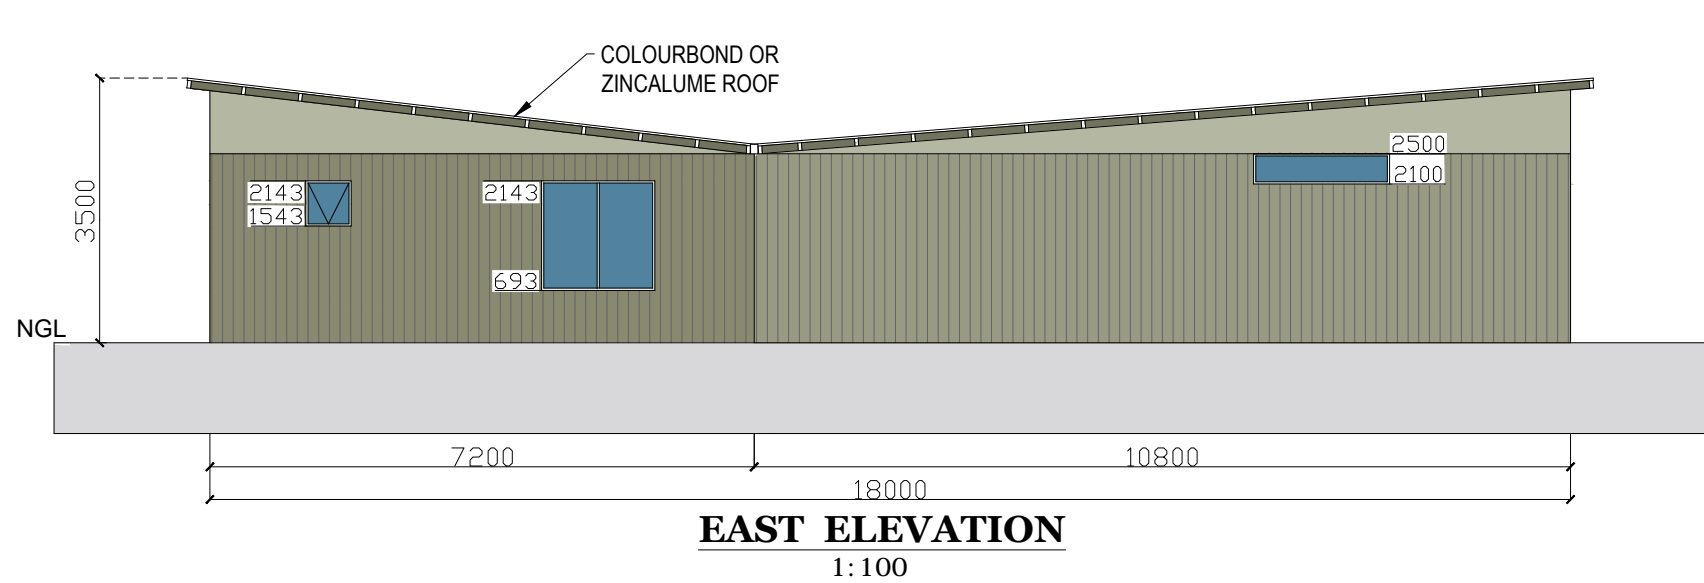 COLOURBOND OR
ZINCALUME ROOF
2500
2100
2143
1543
2143
693
3500
NGL
7200
10800
18000
EAST ELEVATION
1:100